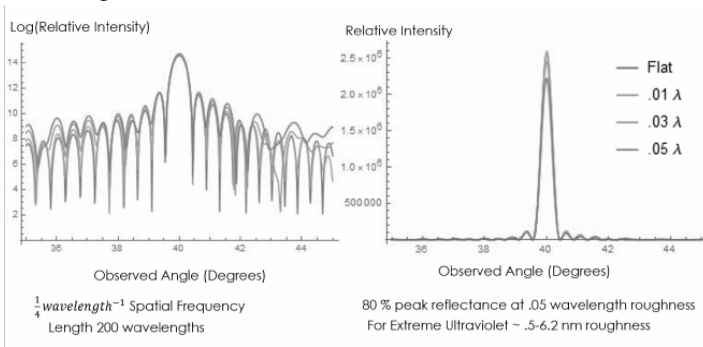 Log(Relative Intensity)
14
12
10
8
6
4
2
36
38
40
42
44
Observed Angle (Degrees)
$\frac{1}{4}wavelength^{-1}$ Spatial Frequency
Length 200 wavelengths
Relative Intensity
2.5 × 10⁶
2.0 × 10⁶
1.5 × 10⁶
1.0 × 10⁶
500000
36
38
40
42
44
Flat
.01 λ
.03 λ
.05 λ
Observed Angle (Degrees)
80 % peak reflectance at .05 wavelength roughness
For Extreme Ultraviolet ~ .5-6.2 nm roughness